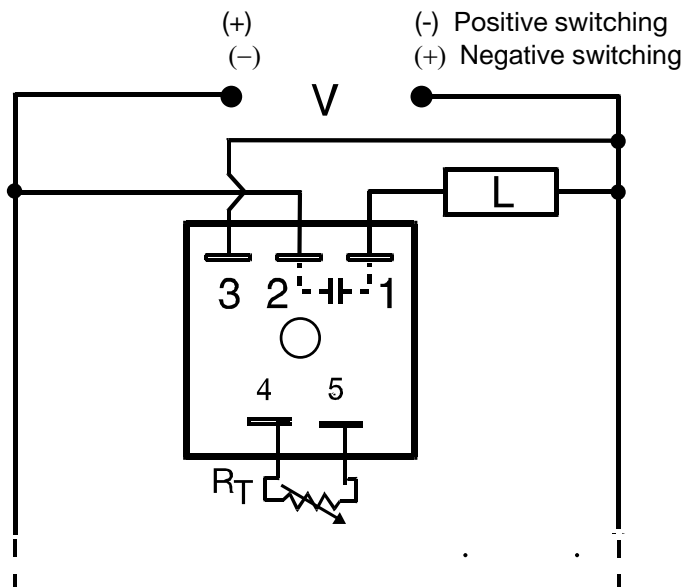 (+) (-) Positive switching
(−) (+) Negative switching
V
L
3 2 1
4 5
RT